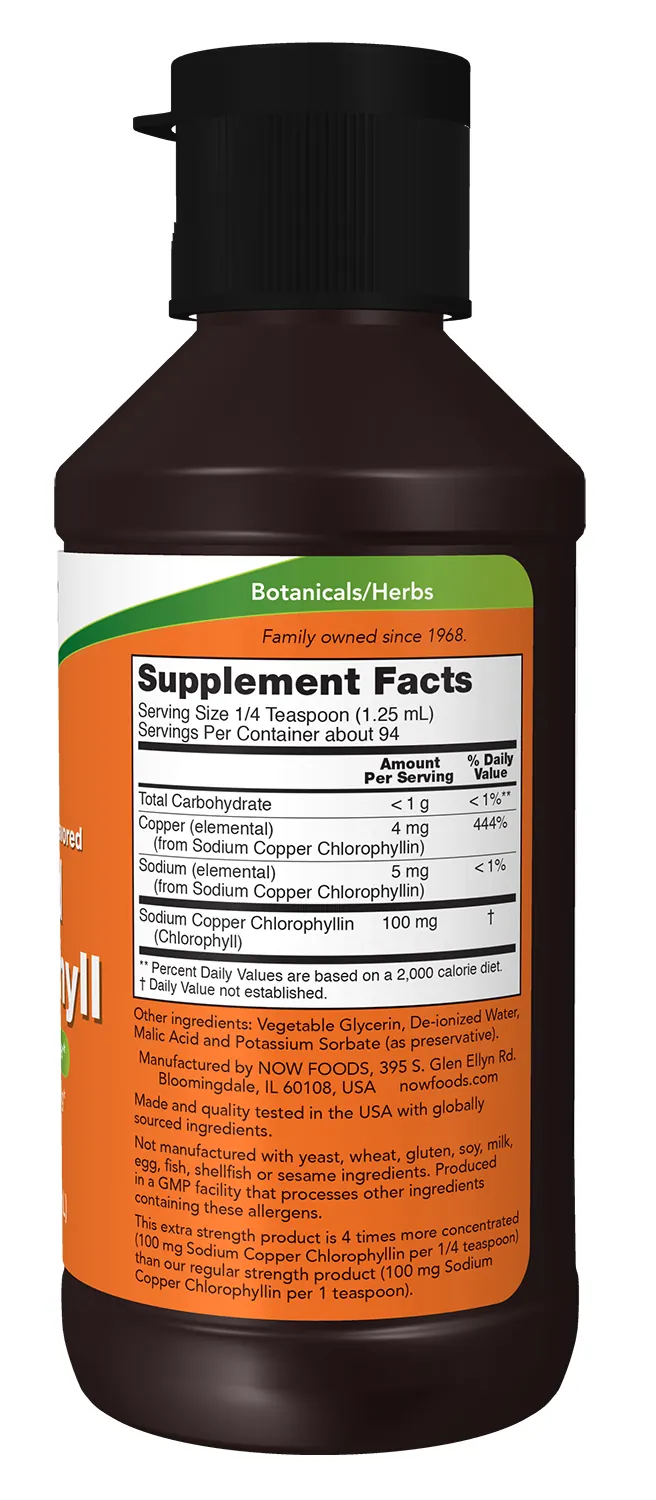 Botanicals/Herbs
Family owned since 1968.
Supplement Facts
Serving Size 1/4 Teaspoon (1.25 mL)
Servings Per Container about 94
Amount Per Serving % Daily Value
Total Carbohydrate < 1 g < 1%**
Copper (elemental) 4 mg 444%
(from Sodium Copper Chlorophyllin)
Sodium (elemental) 5 mg < 1%
(from Sodium Copper Chlorophyllin)
Sodium Copper Chlorophyllin 100 mg †
(Chlorophyll)
** Percent Daily Values are based on a 2,000 calorie diet.
† Daily Value not established.
Other ingredients: Vegetable Glycerin, De-ionized Water,
Malic Acid and Potassium Sorbate (as preservative).
Manufactured by NOW FOODS, 395 S. Glen Ellyn Rd.
Bloomingdale, IL 60108, USA nowfoods.com
Made and quality tested in the USA with globally
sourced ingredients.
Not manufactured with yeast, wheat, gluten, soy, milk,
egg, fish, shellfish or sesame ingredients. Produced
in a GMP facility that processes other ingredients
containing these allergens.
This extra strength product is 4 times more concentrated
(100 mg Sodium Copper Chlorophyllin per 1/4 teaspoon)
than our regular strength product (100 mg Sodium
Copper Chlorophyllin per 1 teaspoon).